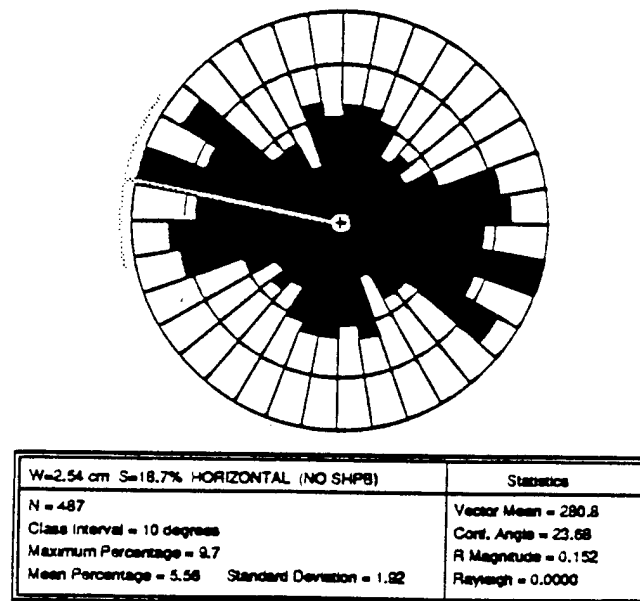 W=2.54 cm S=18.7% HORIZONTAL (NO SHPB)
Statistics
N = 487
Class Interval = 10 degrees
Maximum Percentage = 9.7
Mean Percentage = 5.56 Standard Deviation = 1.92
Vector Mean = 280.8
Conf. Angle = 23.68
R Magnitude = 0.152
Rayleigh = 0.0000